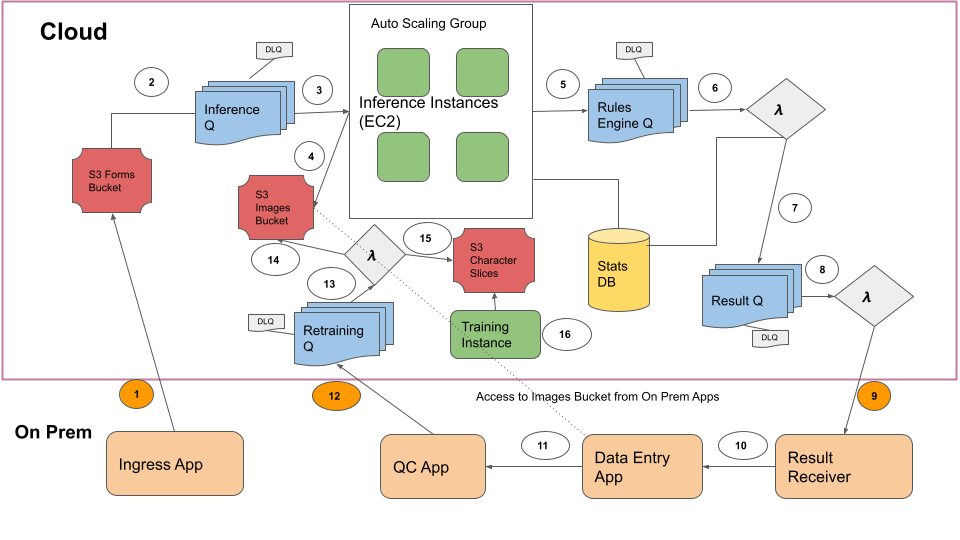 Cloud
Auto Scaling Group
DLQ
DLQ
2
3
5
6
Inference
Q
Inference Instances
(EC2)
Rules
Engine Q
λ
4
S3 Forms
Bucket
S3
Images
Bucket
7
14
λ
15
S3
Character
Slices
Stats
DB
8
13
Result Q
λ
DLQ
Retraining
Q
Training
Instance
16
DLQ
1
12
Access to Images Bucket from On Prem Apps
9
On Prem
Ingress App
QC App
11
Data Entry
App
10
Result
Receiver